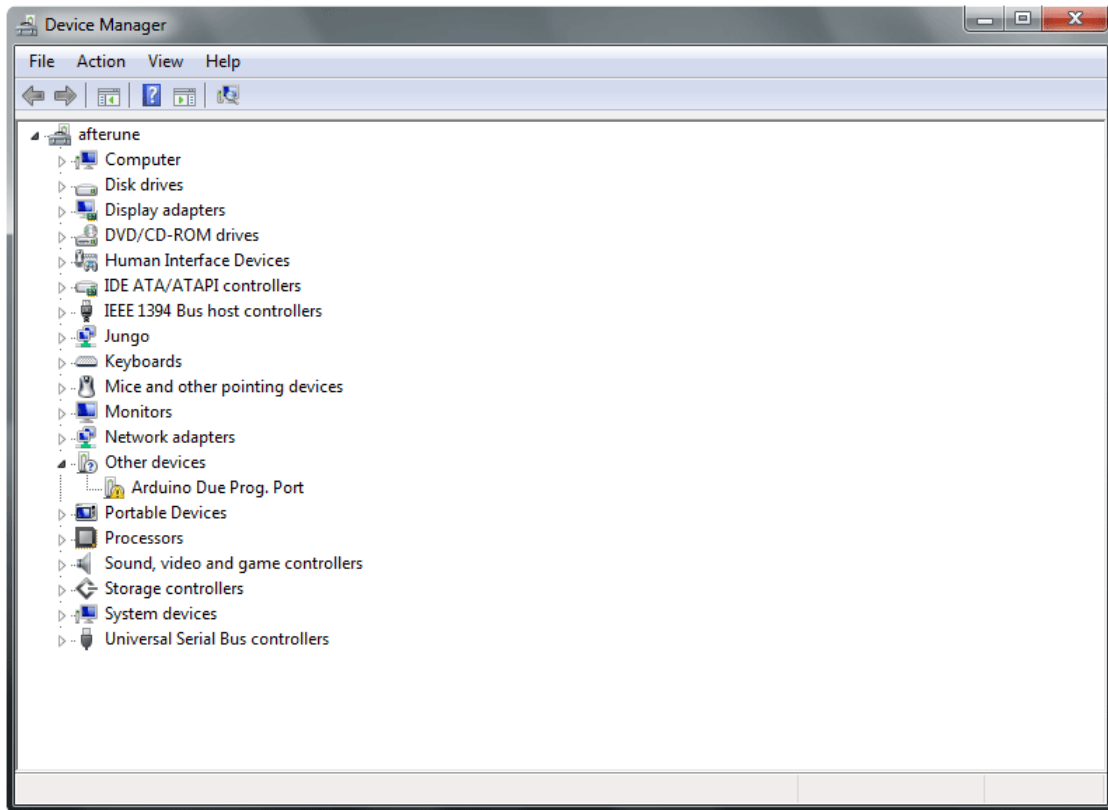 Device Manager
File Action View Help
afterune
Computer
Disk drives
Display adapters
DVD/CD-ROM drives
Human Interface Devices
IDE ATA/ATAPI controllers
IEEE 1394 Bus host controllers
Jungo
Keyboards
Mice and other pointing devices
Monitors
Network adapters
Other devices
Arduino Due Prog. Port
Portable Devices
Processors
Sound, video and game controllers
Storage controllers
System devices
Universal Serial Bus controllers